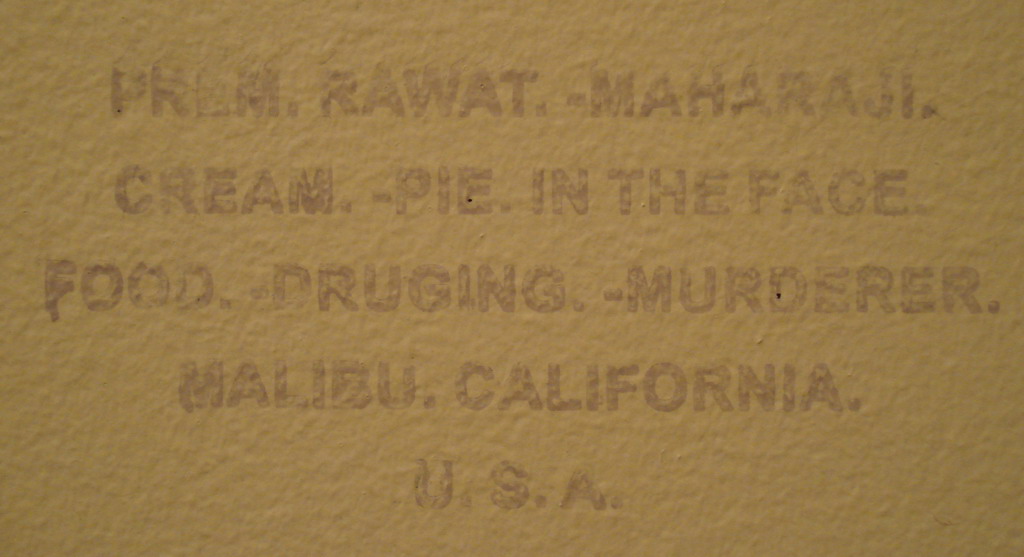 PREM. RAWAT. -MAHARAJI.
CREAM. -PIE. IN THE FACE.
FOOD. -DRUGING. -MURDERER.
MALIBU. CALIFORNIA.
U. S. A.